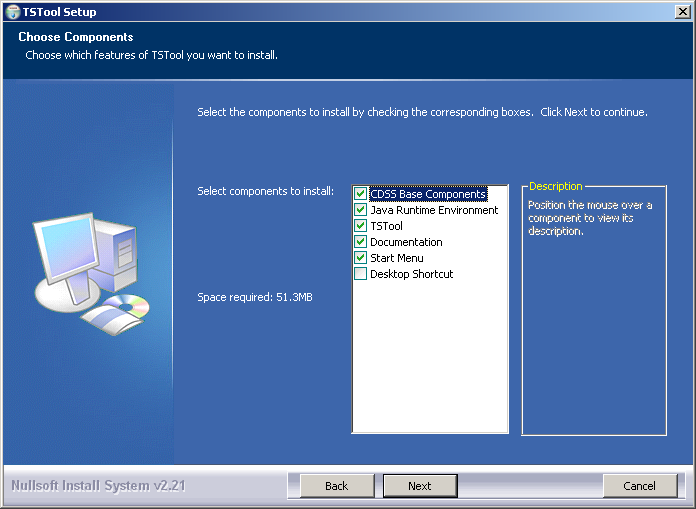 TSTool Setup
Choose Components
Choose which features of TSTool you want to install.
Select the components to install by checking the corresponding boxes.  Click Next to continue.
Select components to install:
CDSS Base Components
Java Runtime Environment
TSTool
Documentation
Start Menu
Desktop Shortcut
Description
Position the mouse over a
component to view its
description.
Space required: 51.3MB
Nullsoft Install System v2.21
Back
Next
Cancel